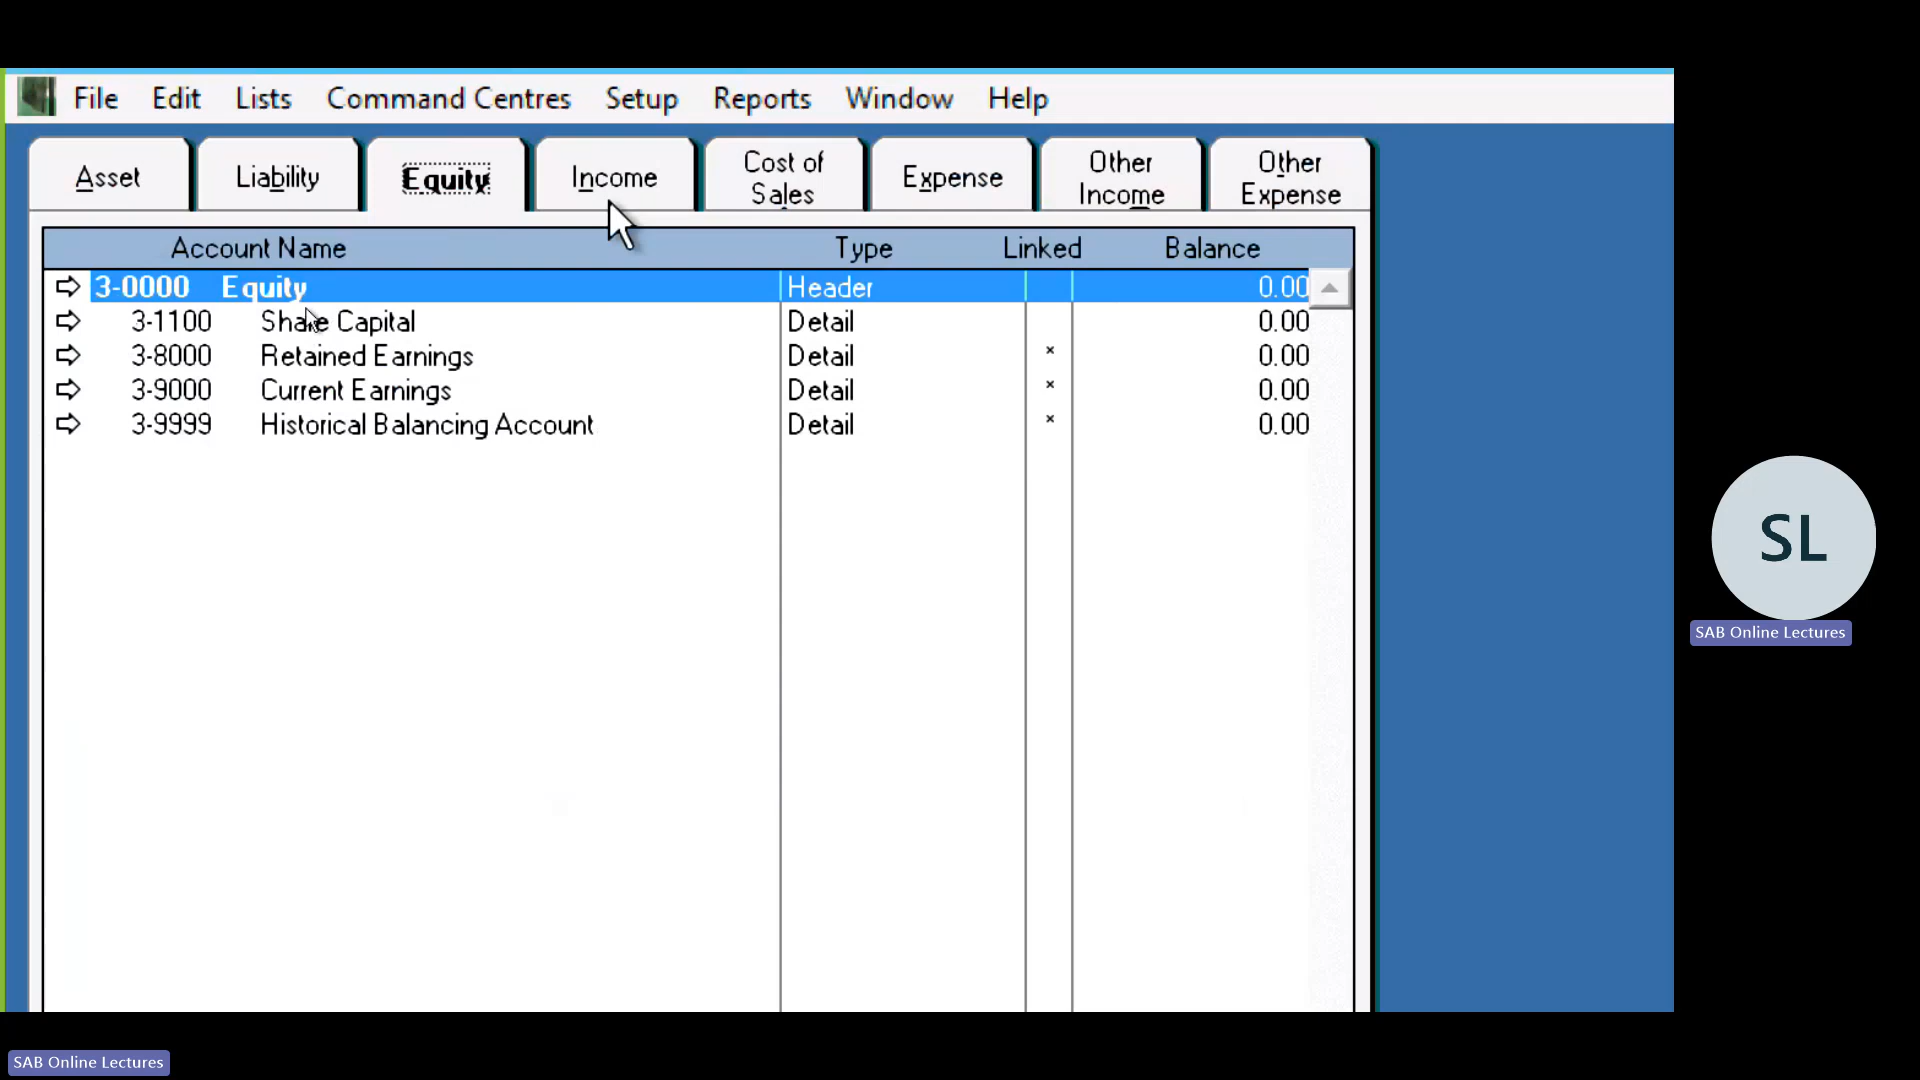 File Edit Lists Command Centres Setup Reports Window Help
Asset Liability Equity Income Cost of Sales Expense Other Income Other Expense
Account Name Type Linked Balance
3-0000 Equity Header 0.00
3-1100 Share Capital Detail 0.00
3-8000 Retained Earnings Detail × 0.00
3-9000 Current Earnings Detail × 0.00
3-9999 Historical Balancing Account Detail × 0.00
SL
SAB Online Lectures
SAB Online Lectures